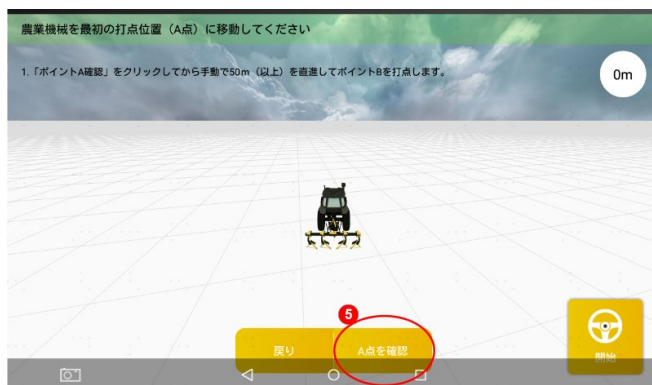 農業機械を最初の打点位置（A点）に移動してください
1.「ポイントA確認」をクリックしてから手動で50m（以上）を直進してポイントBを打点します。
0m
5
戻り
A点を確認
開始